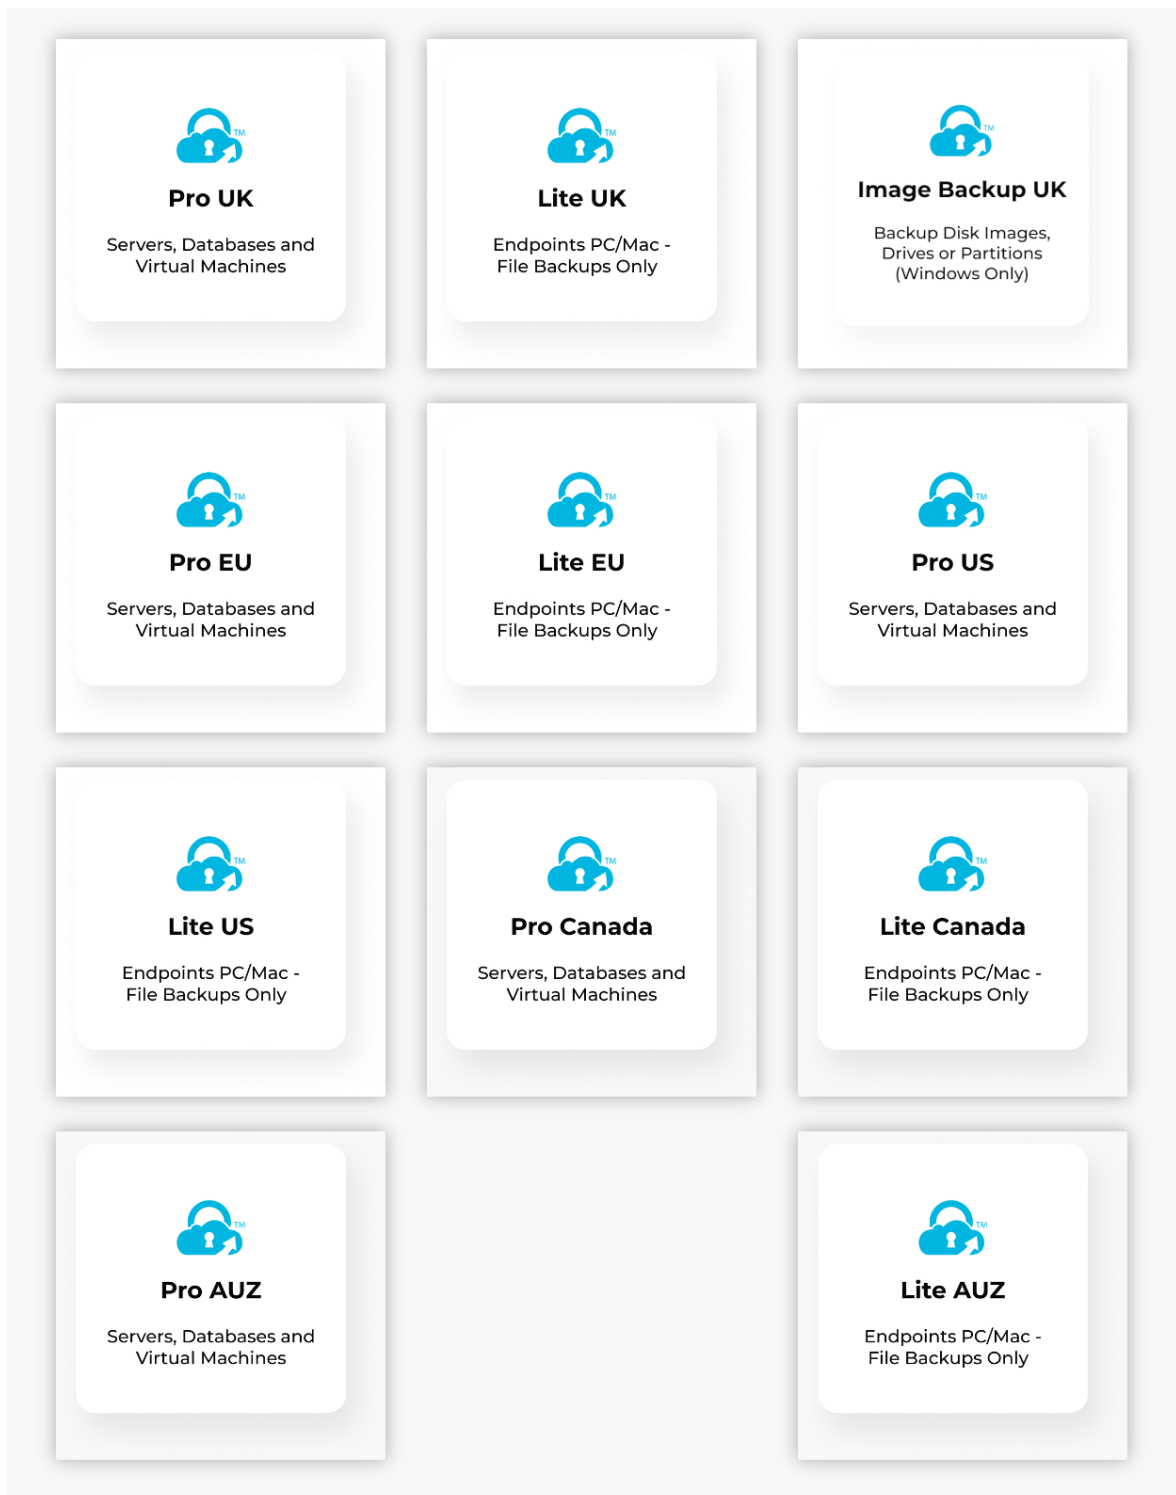 TM
Pro UK
Servers, Databases and
Virtual Machines
TM
Lite UK
Endpoints PC/Mac -
File Backups Only
TM
Image Backup UK
Backup Disk Images,
Drives or Partitions
(Windows Only)
TM
Pro EU
Servers, Databases and
Virtual Machines
TM
Lite EU
Endpoints PC/Mac -
File Backups Only
TM
Pro US
Servers, Databases and
Virtual Machines
TM
Lite US
Endpoints PC/Mac -
File Backups Only
TM
Pro Canada
Servers, Databases and
Virtual Machines
TM
Lite Canada
Endpoints PC/Mac -
File Backups Only
TM
Pro AUZ
Servers, Databases and
Virtual Machines
TM
Lite AUZ
Endpoints PC/Mac -
File Backups Only